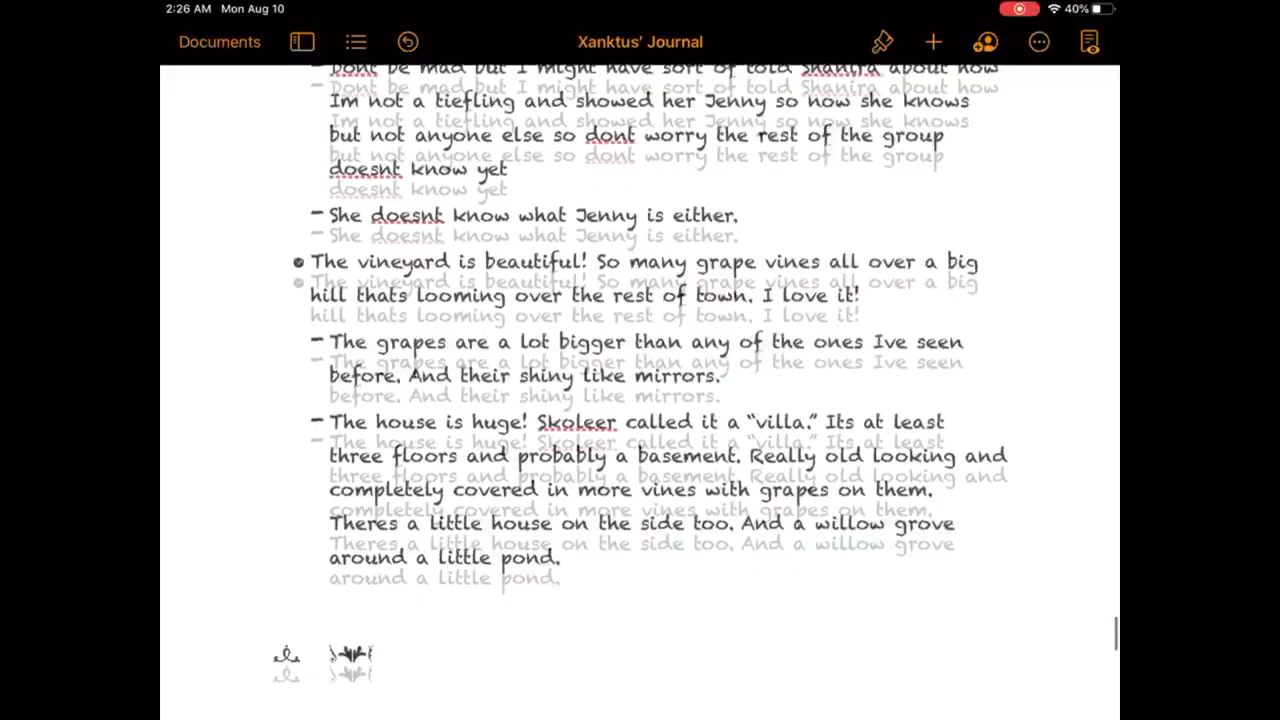 2:26 AM Mon Aug 10
40%
Documents
Xanktus' Journal
- Dont be mad but I might have sort of told Shanira about how
Im not a tiefling and showed her Jenny so now she knows
but not anyone else so dont worry the rest of the group
doesnt know yet
- She doesnt know what Jenny is either.
• The vineyard is beautiful! So many grape vines all over a big
hill thats looming over the rest of town. I love it!
- The grapes are a lot bigger than any of the ones Ive seen
before. And their shiny like mirrors.
- The house is huge! Skoleer called it a “villa.” Its at least
three floors and probably a basement. Really old looking and
completely covered in more vines with grapes on them.
Theres a little house on the side too. And a willow grove
around a little pond.